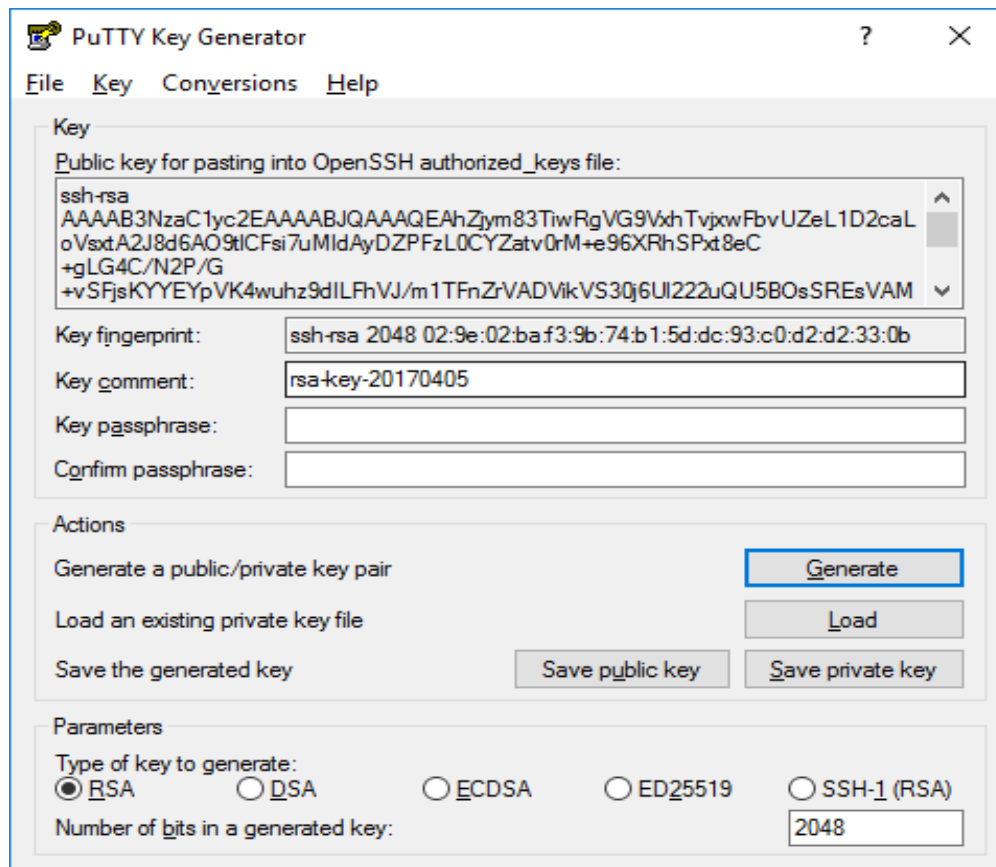 PuTTY Key Generator
?
File Key Conversions Help
Key
Public key for pasting into OpenSSH authorized_keys file:
ssh-rsa
AAAAB3NzaC1yc2EAAAABJQAAAQEAhZjym83TiwRgVG9VxhTvjxwFbvUZeL1D2caL
oVsxtA2J8d6AO9tlCFsi7uMIdAyDZPFzL0CYZatv0rM+e96XRhSPxt8eC
+gLG4C/N2P/G
+vSFjsKYYEYpVK4wuhz9dILFhVJ/m1TFnZrVADVikVS30j6UI222uQU5BOsSREsVAM
Key fingerprint: ssh-rsa 2048 02:9e:02:ba:f3:9b:74:b1:5d:dc:93:c0:d2:d2:33:0b
Key comment: rsa-key-20170405
Key passphrase:
Confirm passphrase:
Actions
Generate a public/private key pair Generate
Load an existing private key file Load
Save the generated key Save public key Save private key
Parameters
Type of key to generate:
RSA DSA ECDSA ED25519 SSH-1 (RSA)
Number of bits in a generated key: 2048